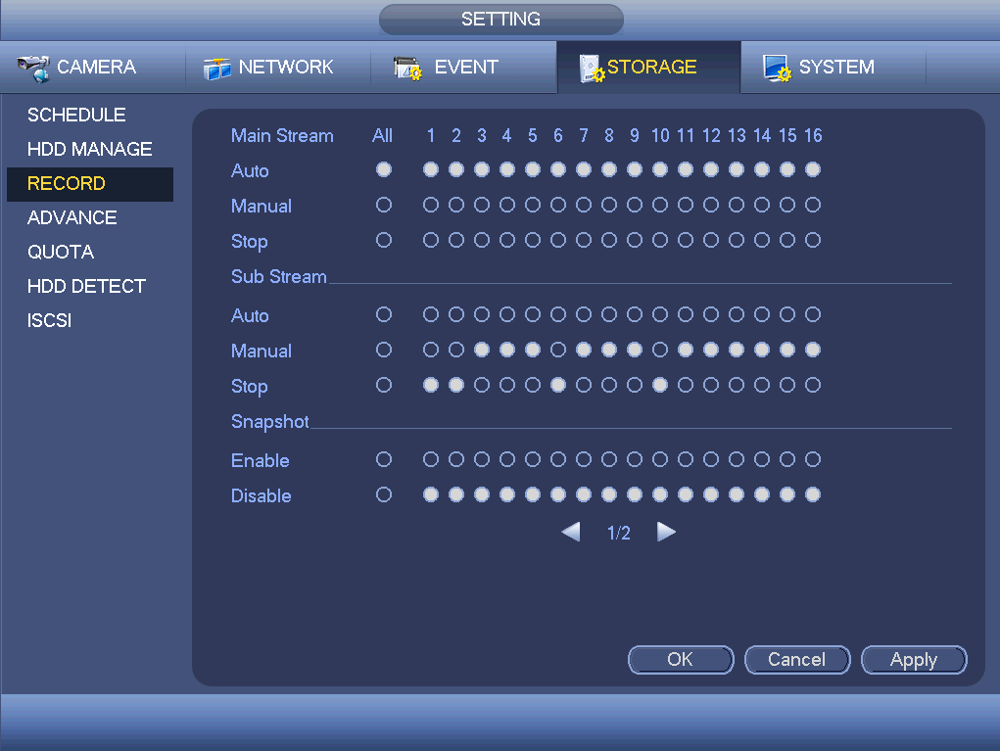 SETTING
CAMERA NETWORK EVENT STORAGE SYSTEM
SCHEDULE
HDD MANAGE
RECORD
ADVANCE
QUOTA
HDD DETECT
ISCSI
Main Stream All 1 2 3 4 5 6 7 8 9 10 11 12 13 14 15 16
Auto
Manual
Stop
Sub Stream
Auto
Manual
Stop
Snapshot
Enable
Disable
1/2
OK Cancel Apply